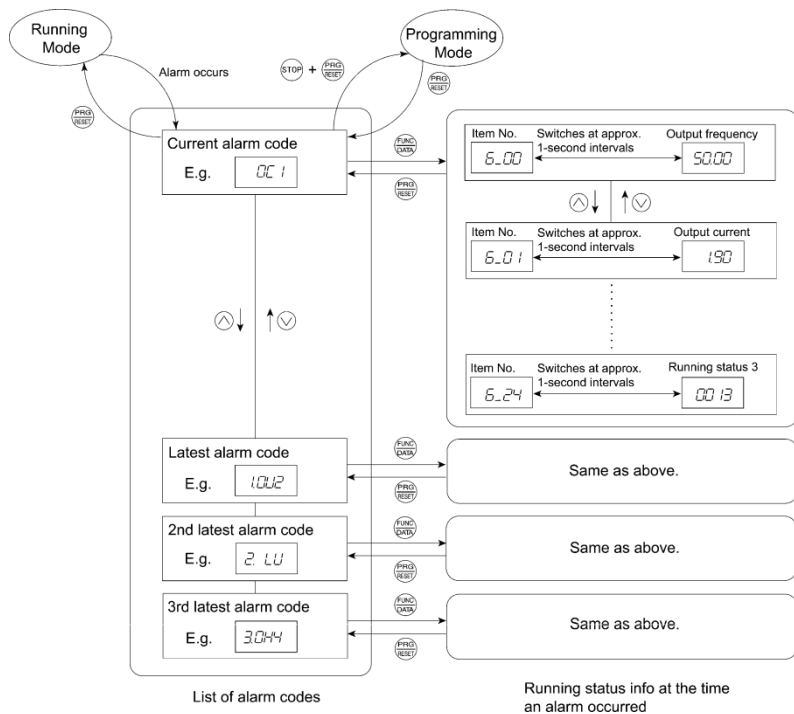 Running
Mode
Programming
Mode
Alarm occurs
STOP + PRG
RESET
PRG
RESET
PRG
RESET
Current alarm code
E.g. OC1
FUNC
DATA
PRG
RESET
Item No. Switches at approx.
1-second intervals Output frequency
6_00 50.00
Item No. Switches at approx.
1-second intervals Output current
6_01 1.90
Item No. Switches at approx.
1-second intervals Running status 3
6_24 0013
Latest alarm code
E.g. 1.OU2
FUNC
DATA
PRG
RESET
Same as above.
2nd latest alarm code
E.g. 2. LU
FUNC
DATA
PRG
RESET
Same as above.
3rd latest alarm code
E.g. 3.OH4
FUNC
DATA
PRG
RESET
Same as above.
List of alarm codes
Running status info at the time
an alarm occurred